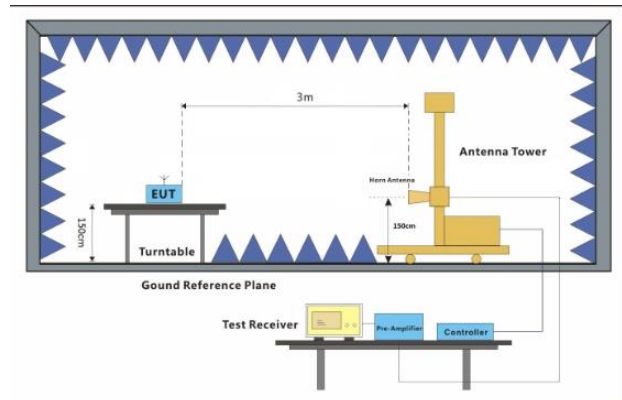 3m
Antenna Tower
Horn Antenna
EUT
150cm
150cm
Turntable
Gound Reference Plane
Test Receiver
Pre-Amplifier
Controller